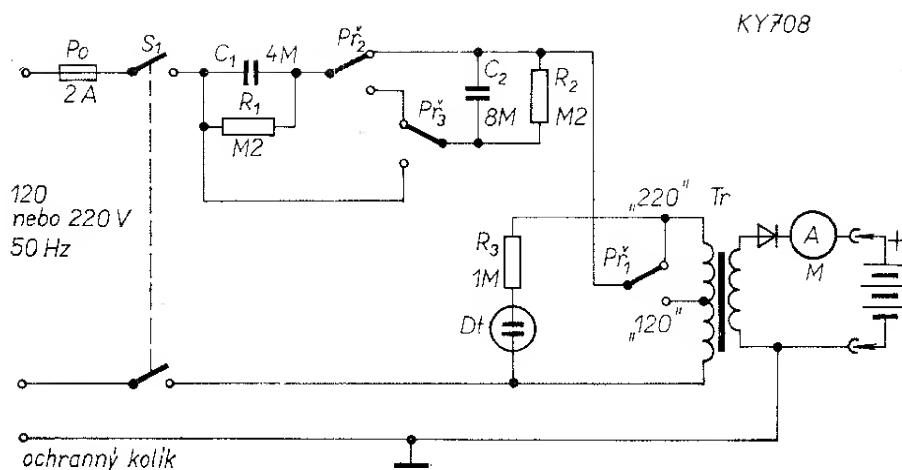 KY708
Po
2A
S₁
C₁
4M
R₁
M2
Př₂
Př₃
C₂
8M
R₂
M2
120
nebo 220 V
50 Hz
„220"
Tr
R₃
1M
Př₁
Dt
„120"
A
M
+
ochranný kolík